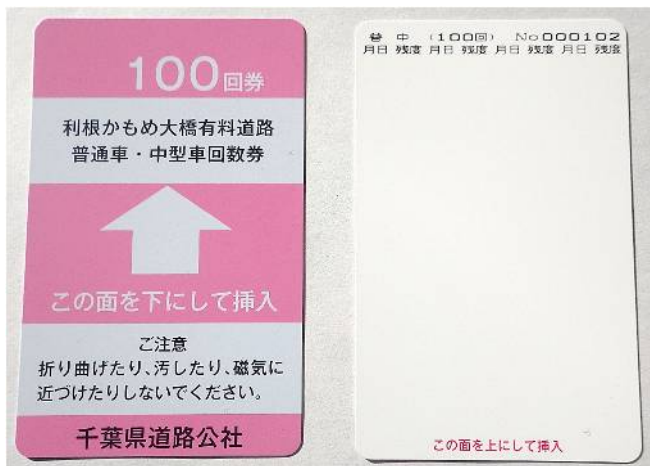 100回券
利根かもめ大橋有料道路
普通車・中型車回数券
この面を下にして挿入
ご注意
折り曲げたり、汚したり、磁気に
近づけたりしないでください。
千葉県道路公社
普 中 (100回) No000102
月日 残度 月日 残度 月日 残度 月日 残度
この面を上にして挿入